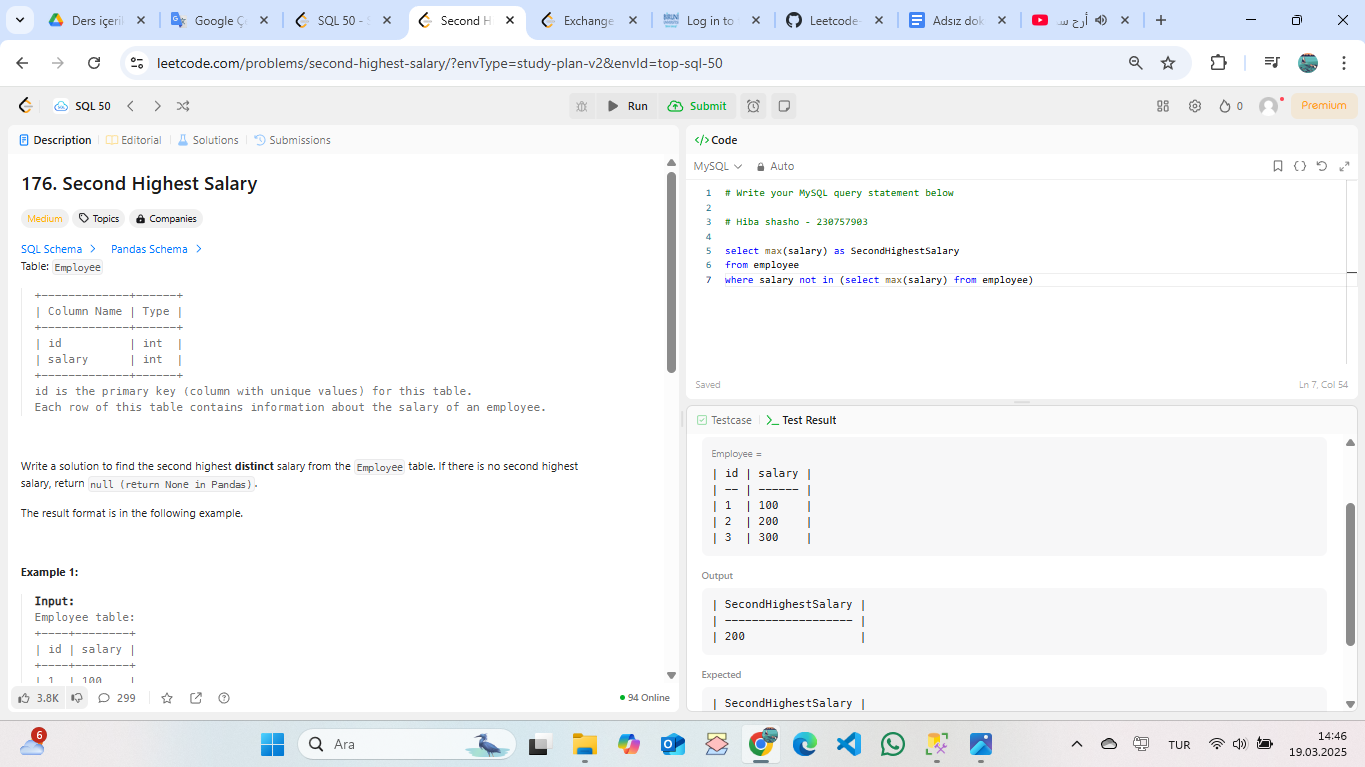 Ders içerik
Google Ç
SQL 50 - S
Second H
Exchange
Log in to
Leetcode-
Adsız dok
أرح سـ
leetcode.com/problems/second-highest-salary/?envType=study-plan-v2&envId=top-sql-50
SQL 50
Run
Submit
0
Premium
Description
Editorial
Solutions
Submissions
176. Second Highest Salary
Medium
Topics
Companies
SQL Schema
Pandas Schema
Table: Employee
+-------------+------+
| Column Name | Type |
+-------------+------+
| id          | int  |
| salary      | int  |
+-------------+------+
id is the primary key (column with unique values) for this table.
Each row of this table contains information about the salary of an employee.
Write a solution to find the second highest distinct salary from the Employee table. If there is no second highest
salary, return null (return None in Pandas).
The result format is in the following example.
Example 1:
Input:
Employee table:
+----+--------+
| id | salary |
+----+--------+
| 1  | 100    |
3.8K
299
94 Online
Code
MySQL
Auto
1 # Write your MySQL query statement below
2
3 # Hiba shasho - 230757903
4
5 select max(salary) as SecondHighestSalary
6 from employee
7 where salary not in (select max(salary) from employee)
Saved
Ln 7, Col 54
Testcase
Test Result
Employee =
| id | salary |
| -- | ------ |
| 1  | 100    |
| 2  | 200    |
| 3  | 300    |
Output
| SecondHighestSalary |
| ------------------- |
| 200                 |
Expected
| SecondHighestSalary |
6
Ara
TUR
14:46
19.03.2025